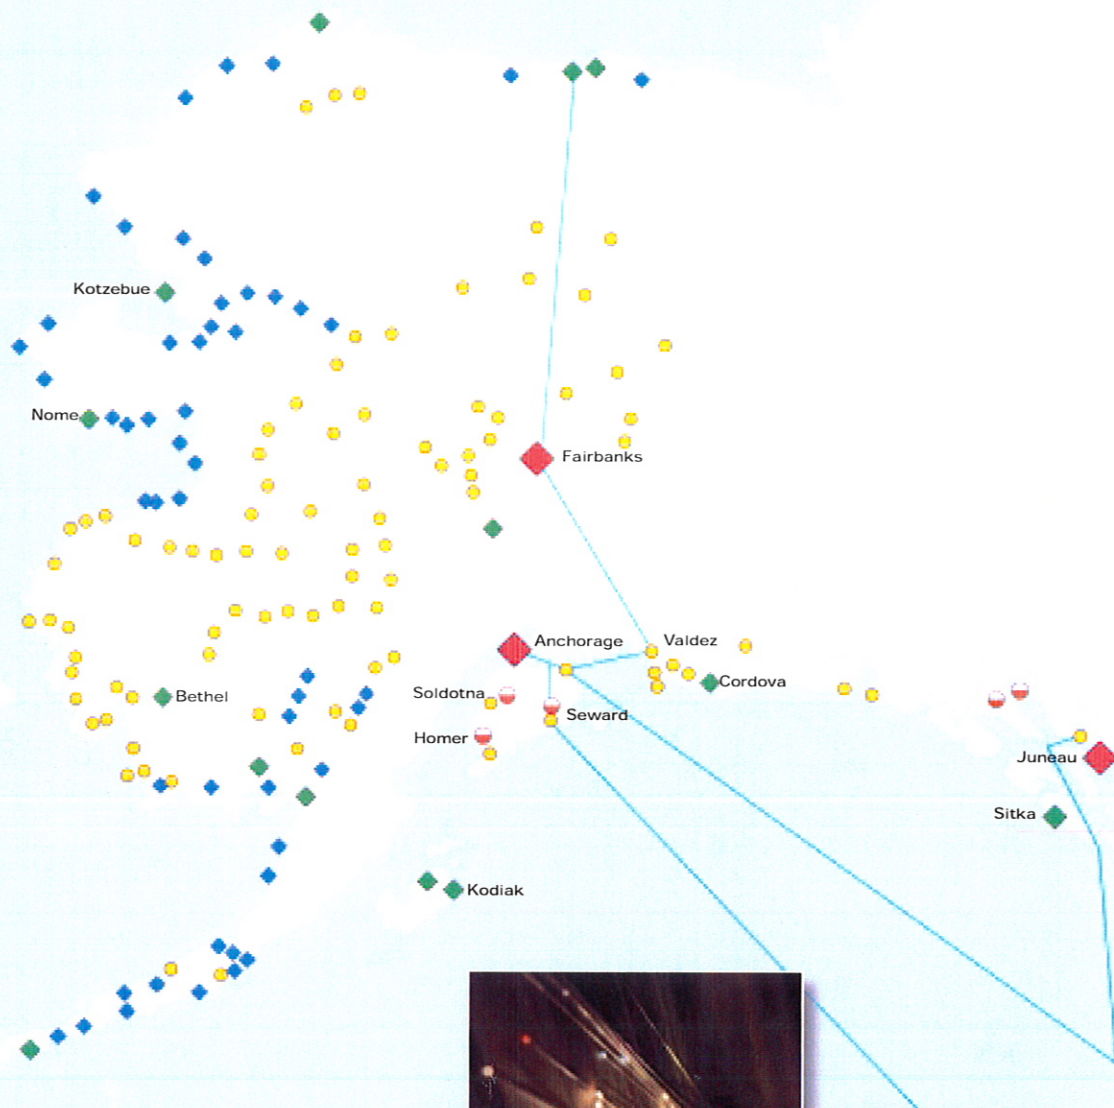 Kotzebue
Nome
Fairbanks
Anchorage
Valdez
Bethel
Soldotna
Cordova
Seward
Homer
Juneau
Sitka
Kodiak